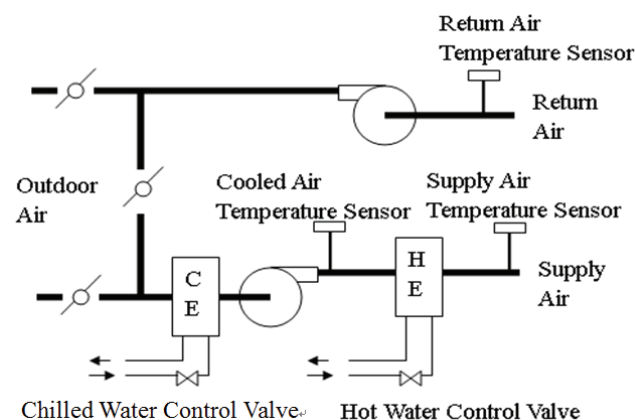 Return Air
Temperature Sensor
Return
Air
Outdoor
Air
Cooled Air
Temperature Sensor
Supply Air
Temperature Sensor
C
E
H
E
Supply
Air
Chilled Water Control Valve
Hot Water Control Valve